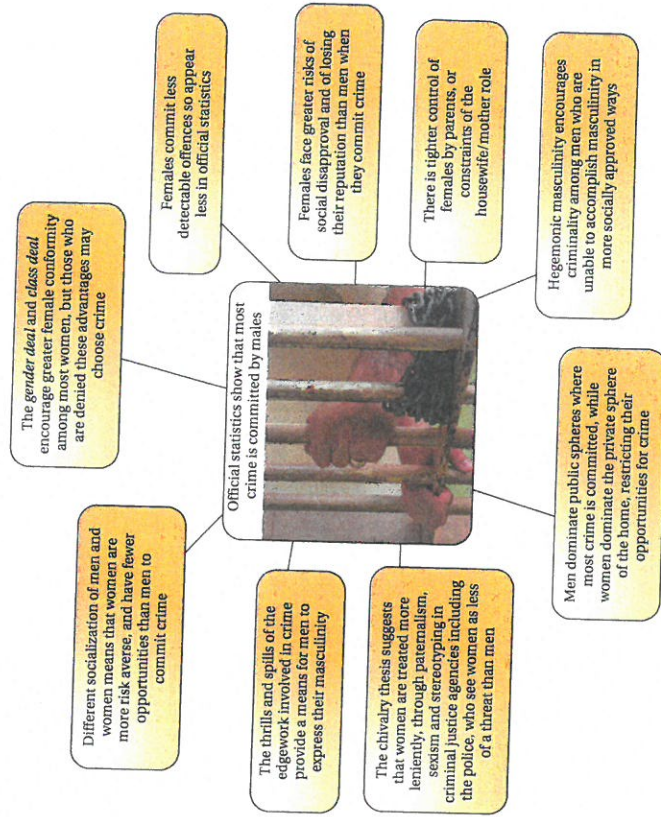 Official statistics show that most
crime is committed by males
The gender deal and class deal
encourage greater female conformity
among most women, but those who
are denied these advantages may
choose crime
Females commit less
detectable offences so appear
less in official statistics
Females face greater risks of
social disapproval and of losing
their reputation than men when
they commit crime
There is tighter control of
females by parents, or
constraints of the
housewife/mother role
Hegemonic masculinity encourages
criminality among men who are
unable to accomplish masculinity in
more socially approved ways
Men dominate public spheres where
most crime is committed, while
women dominate the private sphere
of the home, restricting their
opportunities for crime
The chivalry thesis suggests
that women are treated more
leniently, through paternalism,
sexism and stereotyping in
criminal justice agencies including
the police, who see women as less
of a threat than men
The thrills and spills of the
edgework involved in crime
provide a means for men to
express their masculinity
Different socialization of men and
women means that women are
more risk averse, and have fewer
opportunities than men to
commit crime